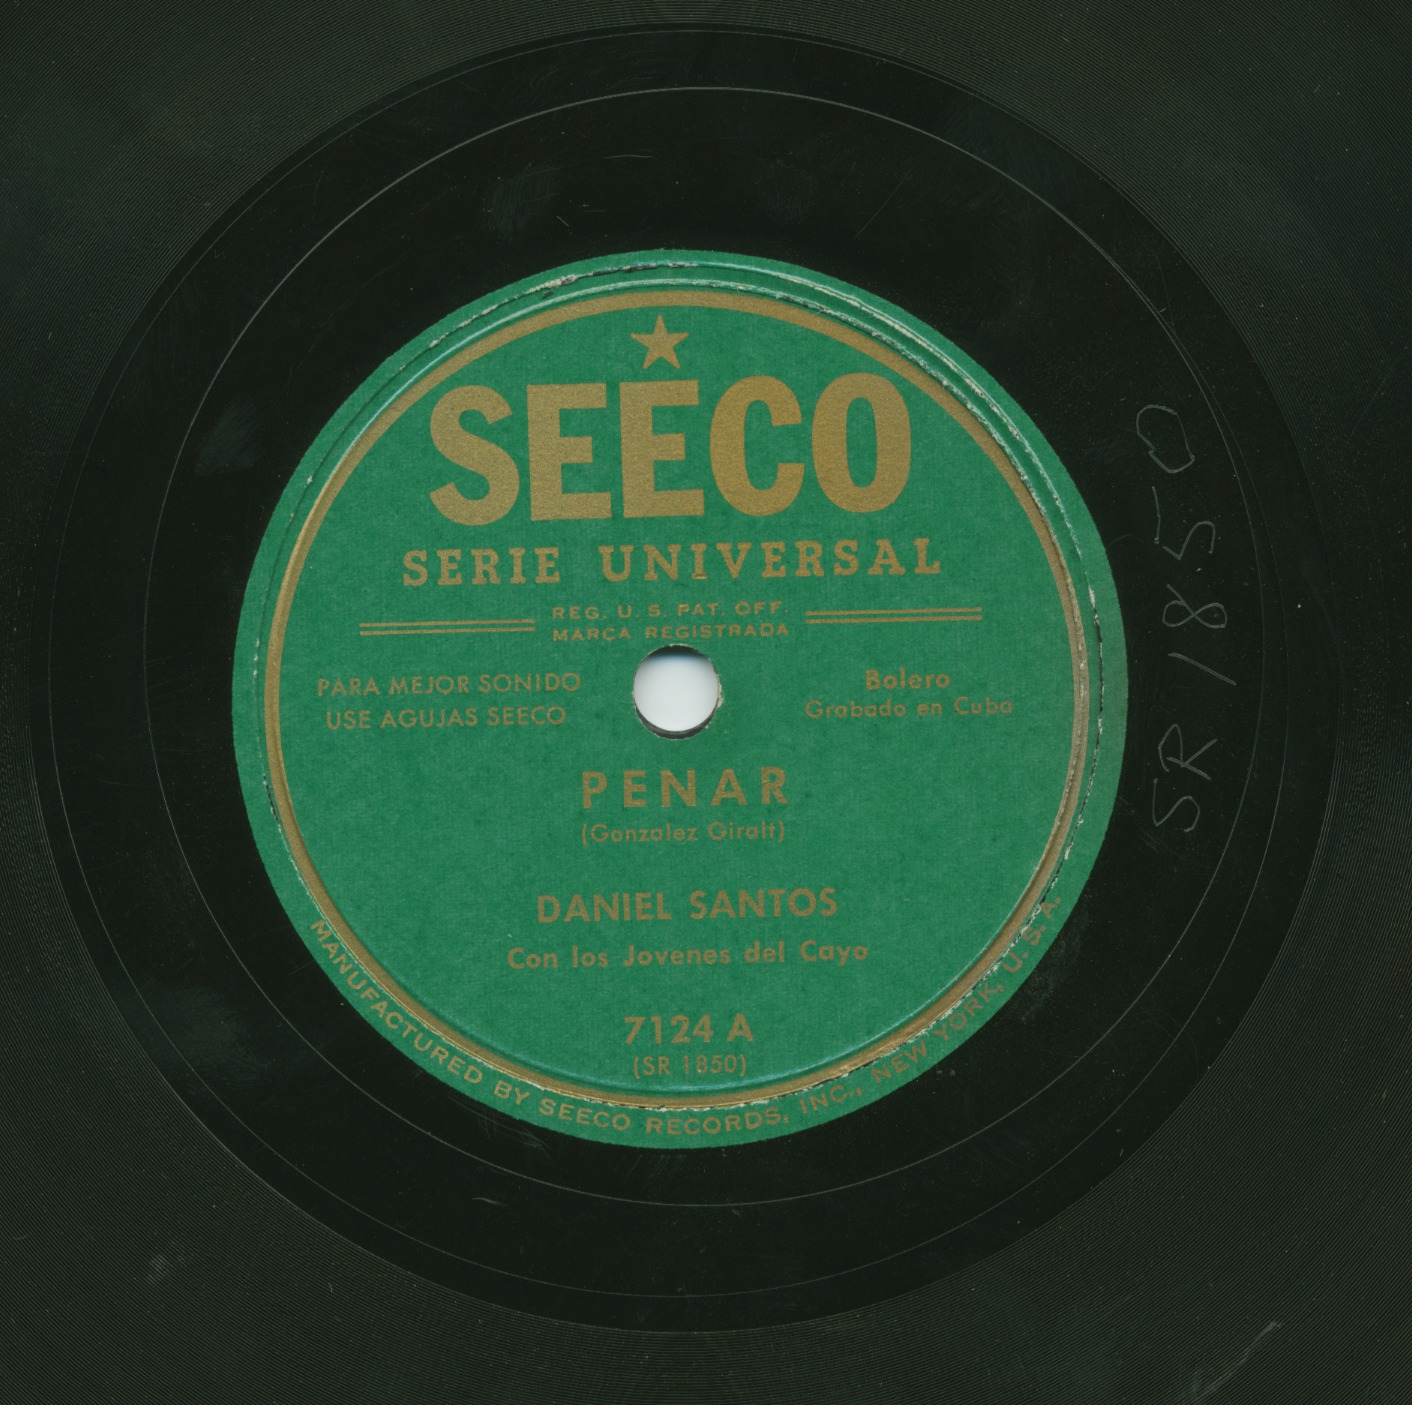 SEECO
SERIE UNIVERSAL
REG. U. S. PAT. OFF.
MARCA REGISTRADA
PARA MEJOR SONIDO
USE AGUJAS SEECO
Bolero
Grabado en Cuba
PENAR
(Gonzalez Giralt)
DANIEL SANTOS
Con los Jovenes del Cayo
7124 A
(SR 1850)
MANUFACTURED BY SEECO RECORDS, INC., NEW YORK, U. S. A.
SR 1850